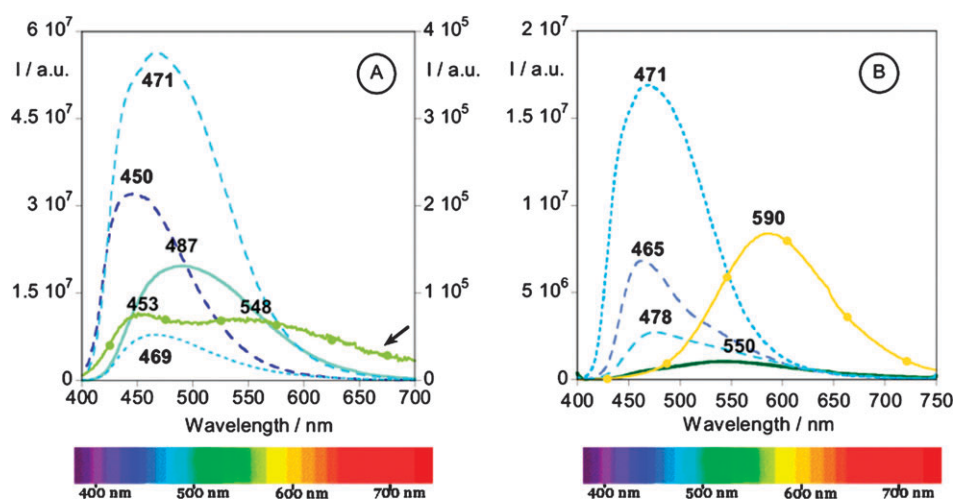 6 10⁷
4 10⁵
I / a.u.
I / a.u.
A
471
4.5 10⁷
3 10⁵
450
3 10⁷
2 10⁵
487
1.5 10⁷
453
548
1 10⁵
469
0
0
400 450 500 550 600 650 700
Wavelength / nm
400 nm 500 nm 600 nm 700 nm
2 10⁷
I / a.u.
B
471
1.5 10⁷
590
1 10⁷
465
5 10⁶
478
550
0
400 450 500 550 600 650 700 750
Wavelength / nm
400 nm 500 nm 600 nm 700 nm